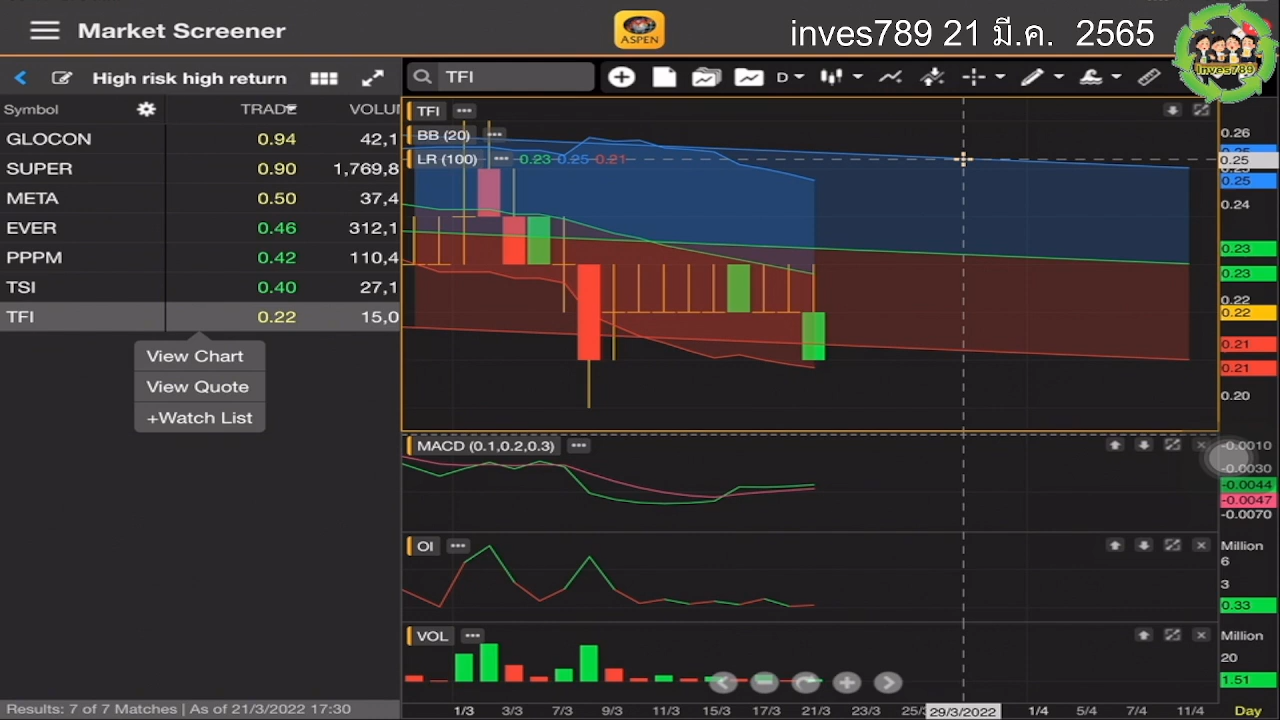 Market Screener
ASPEN
inves789 21 มี.ค. 2565
Inves789
High risk high return
TFI
D
Symbol TRADE VOLU
GLOCON 0.94 42,1
SUPER 0.90 1,769,8
META 0.50 37,4
EVER 0.46 312,1
PPPM 0.42 110,4
TSI 0.40 27,1
TFI 0.22 15,0
View Chart
View Quote
+Watch List
Results: 7 of 7 Matches | As of 21/3/2022 17:30
TFI
BB (20)
LR (100) 0.23 0.25 0.21
0.26
0.25
0.25
0.24
0.23
0.23
0.22
0.22
0.21
0.21
0.20
MACD (0.1,0.2,0.3)
-0.0010
-0.0030
-0.0044
-0.0047
-0.0070
OI
Million
6
3
0.33
VOL
Million
20
1.51
1/3 3/3 7/3 9/3 11/3 15/3 17/3 21/3 23/3 25/ 29/3/2022 1/4 5/4 7/4 11/4 Day